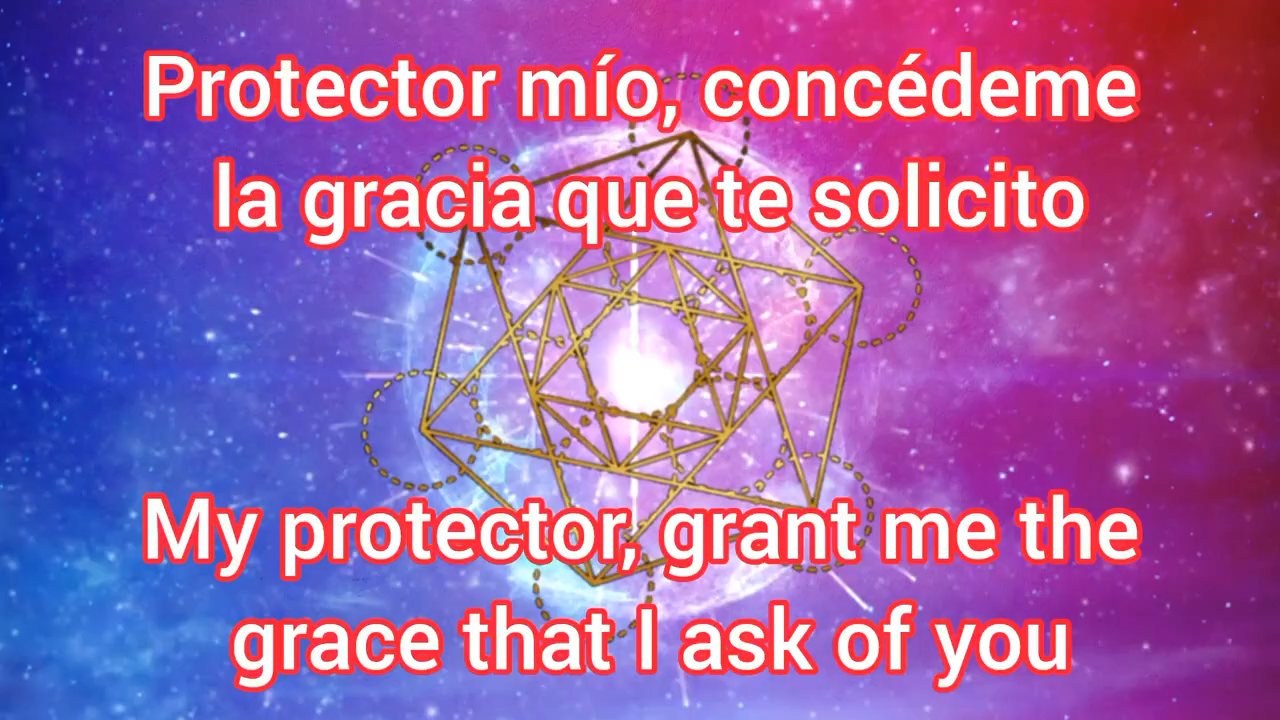 Protector mío, concédeme
la gracia que te solicito
My protector, grant me the
grace that I ask of you